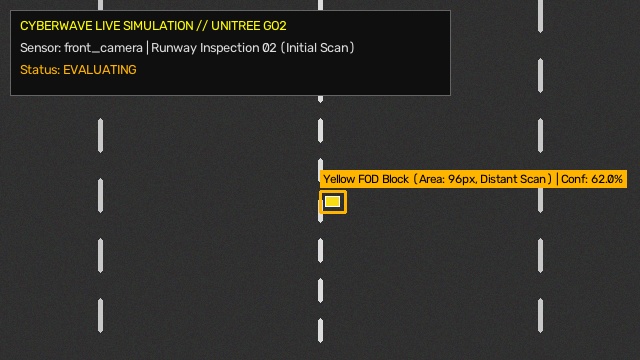 CYBERWAVE LIVE SIMULATION // UNITREE GO2
Sensor: front_camera | Runway Inspection 02 (Initial Scan)
Status: EVALUATING
Yellow FOD Block (Area: 96px, Distant Scan) | Conf: 62.0%